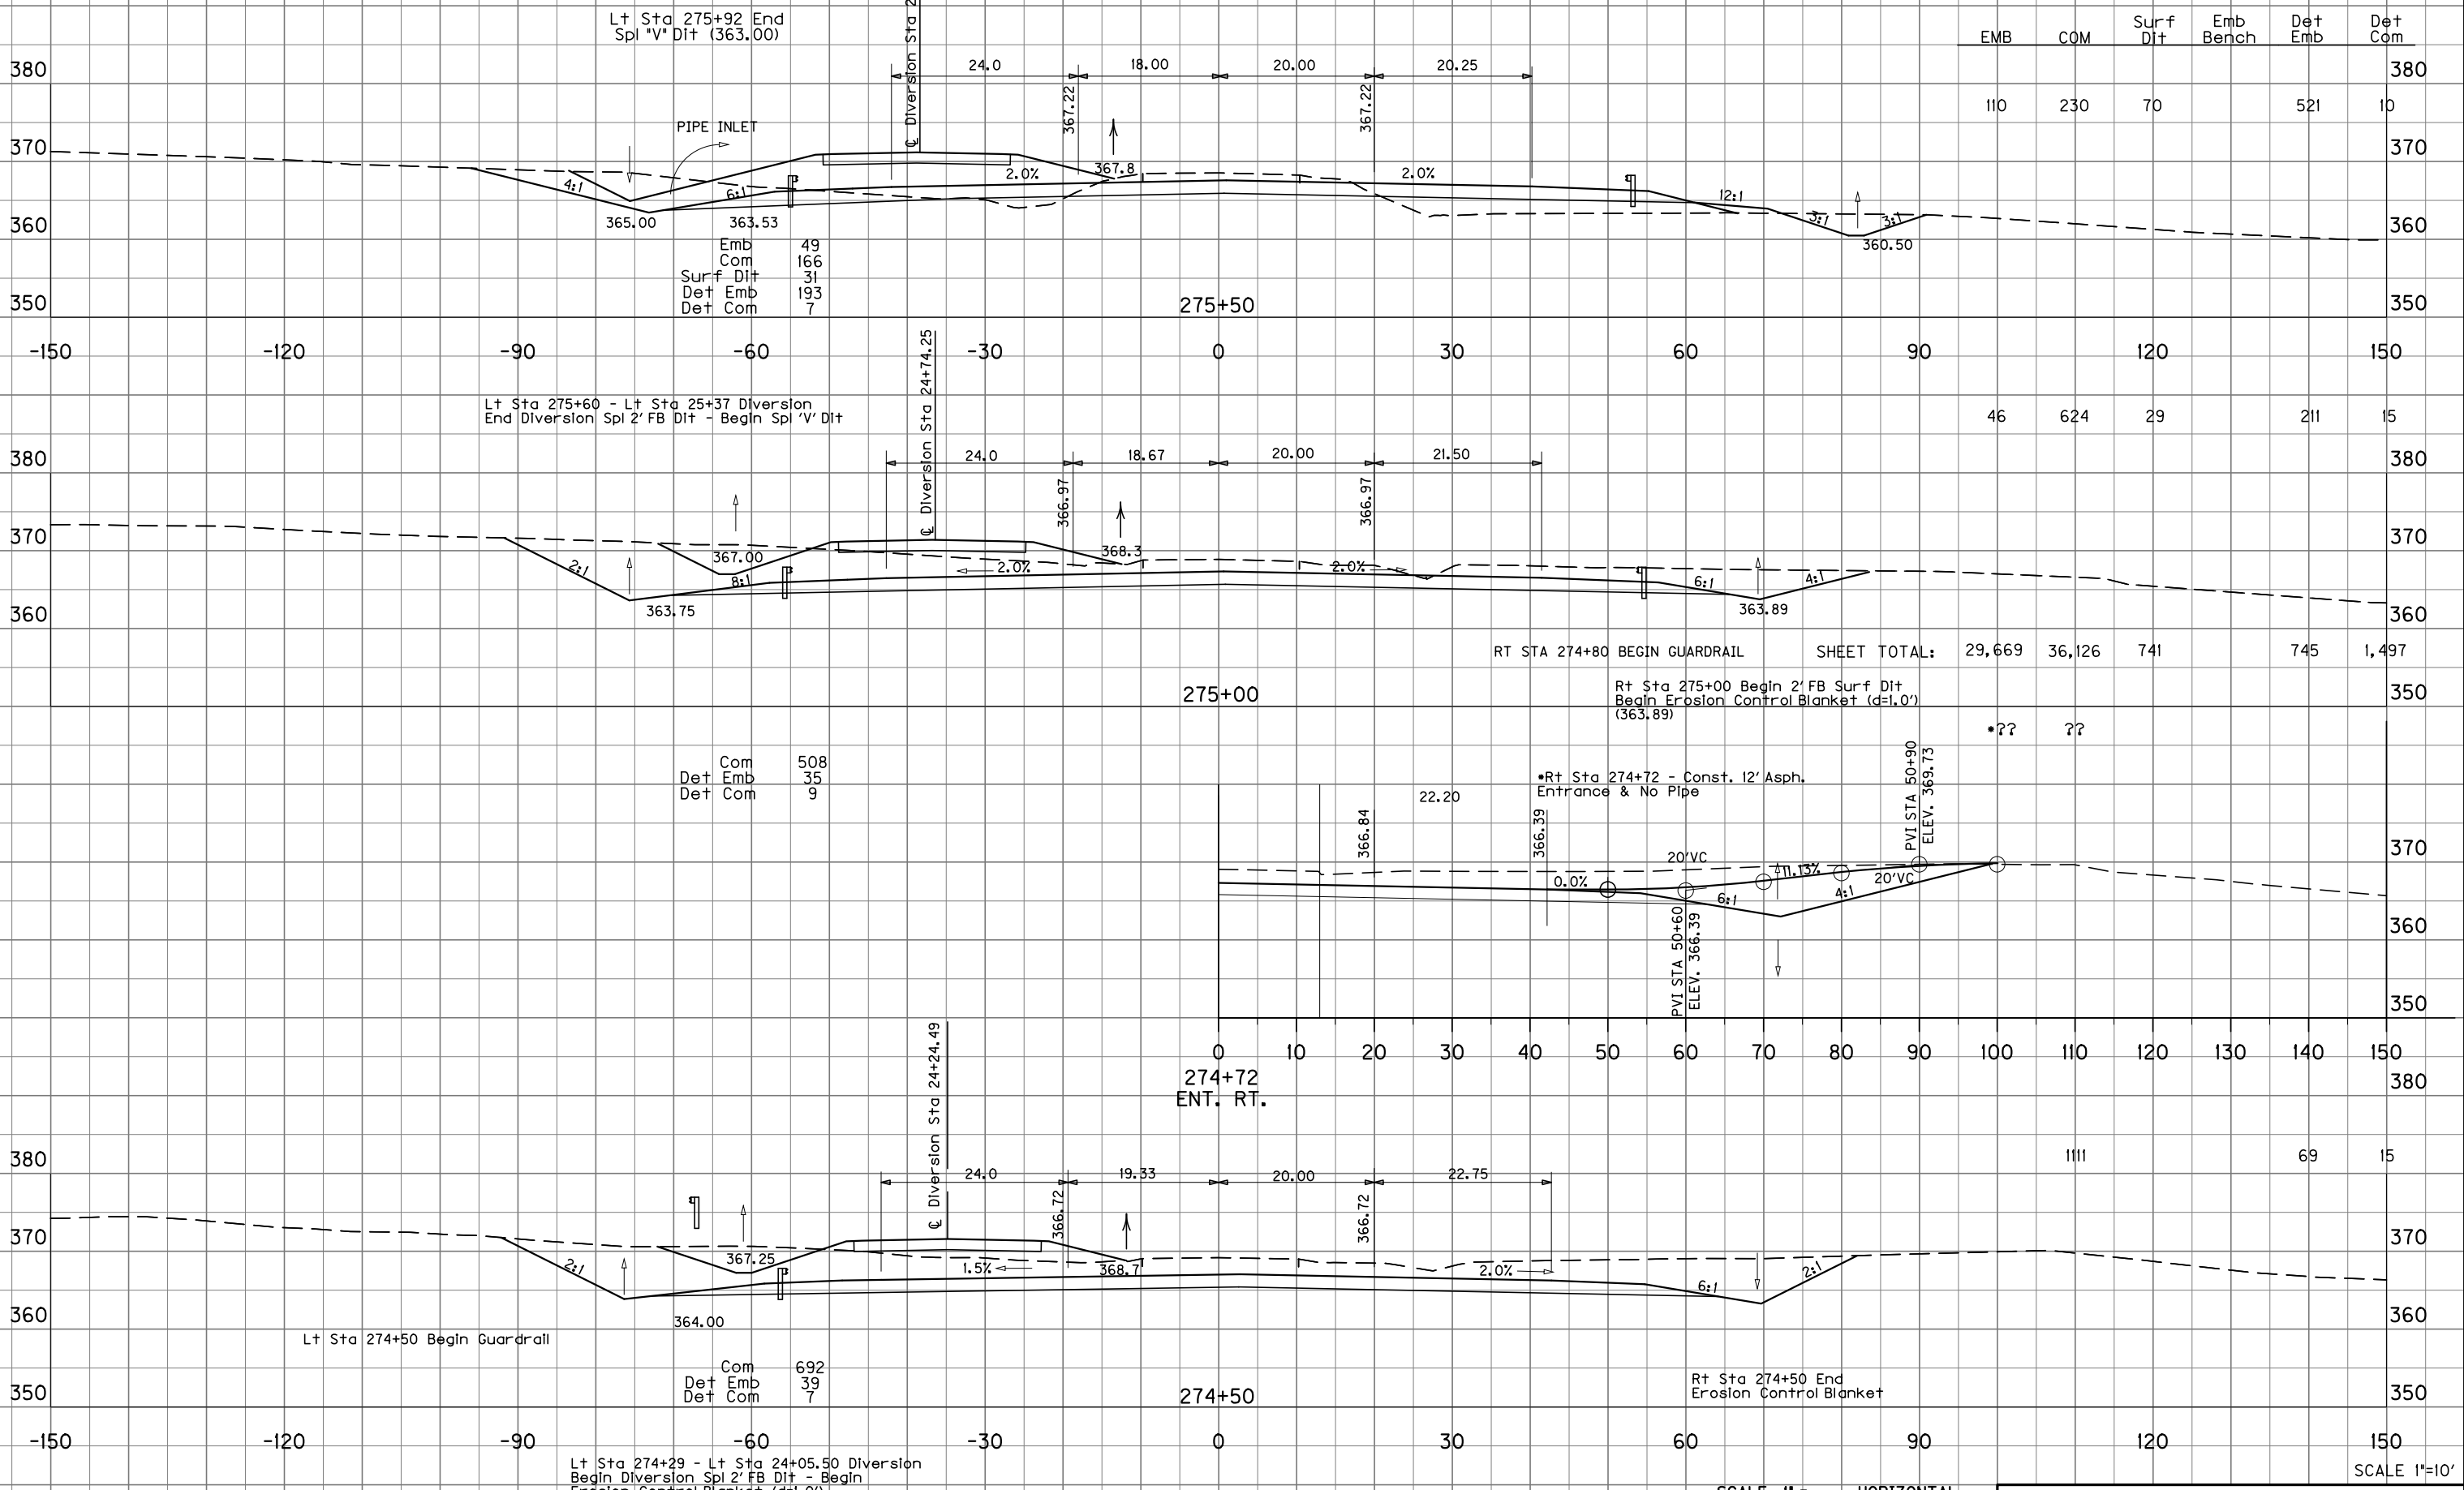 Lt Sta 275+92 End
Spl "V" Dit (363.00)
℄ Diversion Sta 2
EMB COM Surf Dit Emb Bench Det Emb Det Com
380 24.0 18.00 20.00 20.25 380
367.22 367.22
110 230 70 521 10
PIPE INLET
370 367.8 2.0% 2.0% 370
4:1 6:1 12:1 3:1 3:1
360 365.00 363.53 360.50 360
Emb 49
Com 166
Surf Dit 31
Det Emb 193
Det Com 7
350 275+50 350
-150 -120 -90 -60 -30 0 30 60 90 120 150
℄ Diversion Sta 24+74.25
Lt Sta 275+60 - Lt Sta 25+37 Diversion
End Diversion Spl 2' FB Dit - Begin Spl 'V' Dit
46 624 29 211 15
380 24.0 18.67 20.00 21.50 380
366.97 366.97
370 367.00 368.3 370
2:1 8:1 2.0% 2.0% 6:1 4:1
360 363.75 363.89 360
RT STA 274+80 BEGIN GUARDRAIL
SHEET TOTAL: 29,669 36,126 741 745 1,497
275+00
Rt Sta 275+00 Begin 2' FB Surf Dit
Begin Erosion Control Blanket (d=1.0')
(363.89)
350
*?? ??
Com 508
Det Emb 35
Det Com 9
*Rt Sta 274+72 - Const. 12' Asph.
Entrance & No Pipe
22.20
366.84 366.39
PVI STA 50+90
ELEV. 369.73
20'VC 370
0.0% 11.13% 20'VC
6:1 4:1
PVI STA 50+60
ELEV. 366.39
360
350
0 10 20 30 40 50 60 70 80 90 100 110 120 130 140 150
274+72
ENT. RT.
380
℄ Diversion Sta 24+24.49
1111 69 15
380 24.0 19.33 20.00 22.75 380
366.72 366.72
370 367.25 368.7 370
2:1 1.5% 2.0% 6:1 2:1
360 364.00 360
Lt Sta 274+50 Begin Guardrail
Com 692
Det Emb 39
Det Com 7
Rt Sta 274+50 End
Erosion Control Blanket
350 274+50 350
-150 -120 -90 -60 -30 0 30 60 90 120 150
Lt Sta 274+29 - Lt Sta 24+05.50 Diversion
Begin Diversion Spl 2' FB Dit - Begin
Erosion Control Blanket (d=1.0')
SCALE 1"=10'
HORIZONTAL